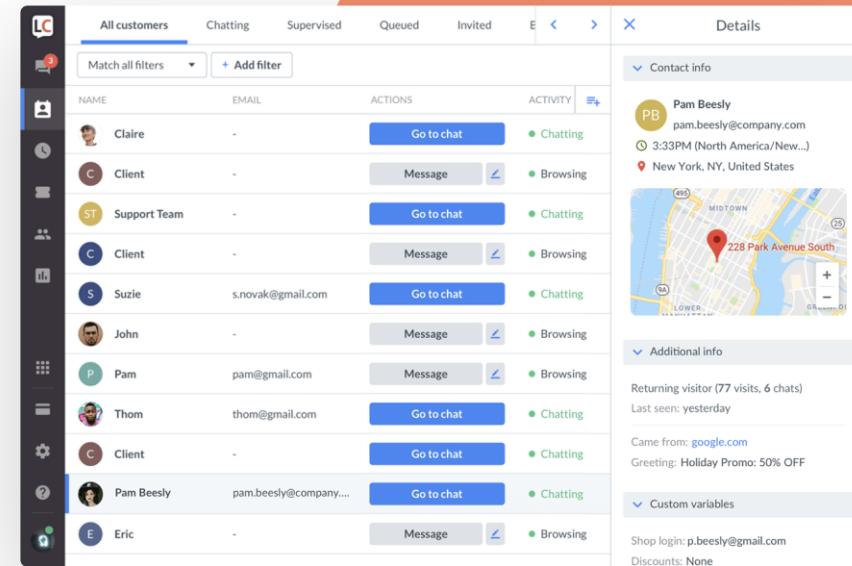 LC
All customers Chatting Supervised Queued Invited
Details
3
Match all filters + Add filter
NAME EMAIL ACTIONS ACTIVITY
Claire - Go to chat Chatting
C Client - Message Browsing
ST Support Team - Go to chat Chatting
C Client - Message Browsing
S Suzie s.novak@gmail.com Go to chat Chatting
John - Message Browsing
P Pam pam@gmail.com Message Browsing
Thom thom@gmail.com Go to chat Chatting
C Client - Go to chat Chatting
Pam Beesly pam.beesly@company.... Go to chat Chatting
E Eric - Message Browsing
Contact info
PB
Pam Beesly
pam.beesly@company.com
3:33PM (North America/New...)
New York, NY, United States
495
MIDTOWN
25
228 Park Avenue South
+
9A
−
LOWER
MANHATTAN
Additional info
Returning visitor (77 visits, 6 chats)
Last seen: yesterday
Came from: google.com
Greeting: Holiday Promo: 50% OFF
Custom variables
Shop login: p.beesly@gmail.com
Discounts: None